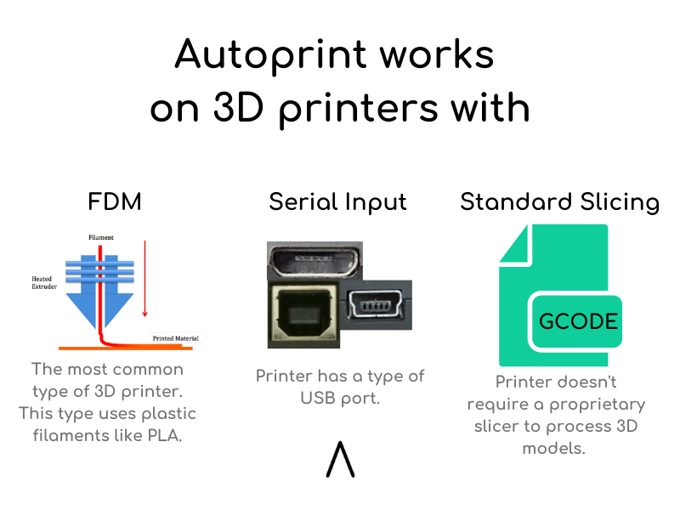 Autoprint works
on 3D printers with
FDM
Filament
Heated
Extruder
Printed Material
The most common
type of 3D printer.
This type uses plastic
filaments like PLA.
Serial Input
Printer has a type of
USB port.
Standard Slicing
GCODE
Printer doesn't
require a proprietary
slicer to process 3D
models.